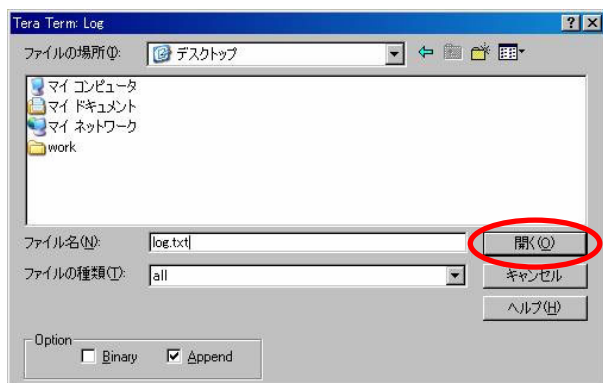 Tera Term: Log
ファイルの場所(I): デスクトップ
マイ コンピュータ
マイ ドキュメント
マイ ネットワーク
work
ファイル名(N): log.txt 開く(O)
ファイルの種類(T): all キャンセル
ヘルプ(H)
Option
Binary Append